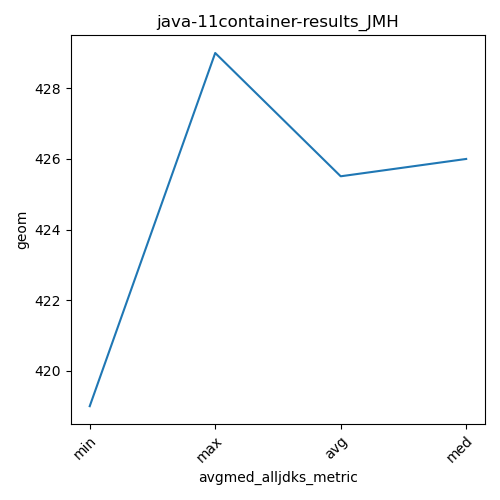 java-11container-results_JMH
geom
428
426
424
422
420
min
max
avg
med
avgmed_alljdks_metric